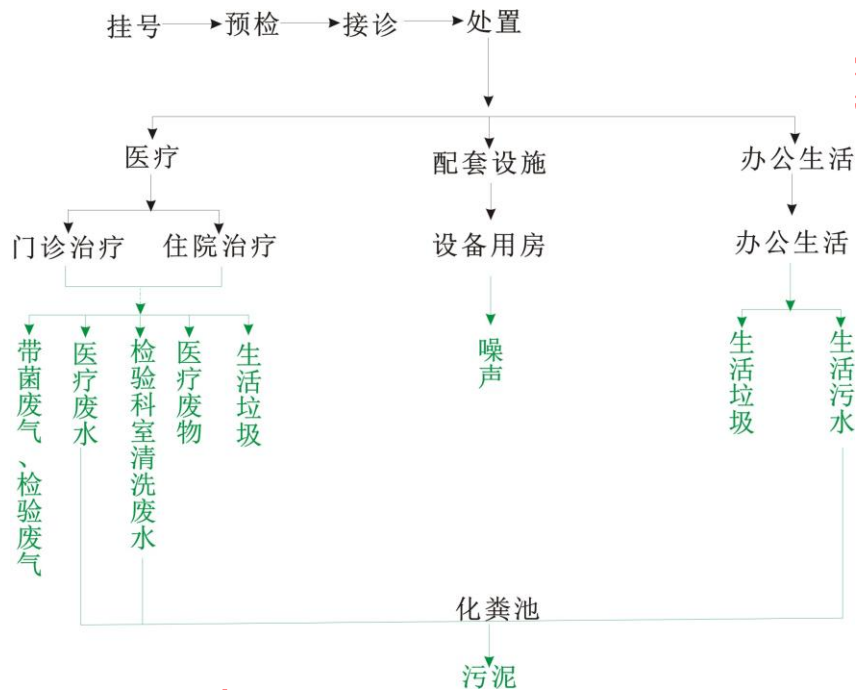 挂号 预检 接诊 处置
医疗 配套设施 办公生活
门诊治疗 住院治疗 设备用房 办公生活
带菌废气、检验废气
医疗废水
检验科室清洗废水
医疗废物
生活垃圾
噪声
生活垃圾
生活污水
化粪池
污泥